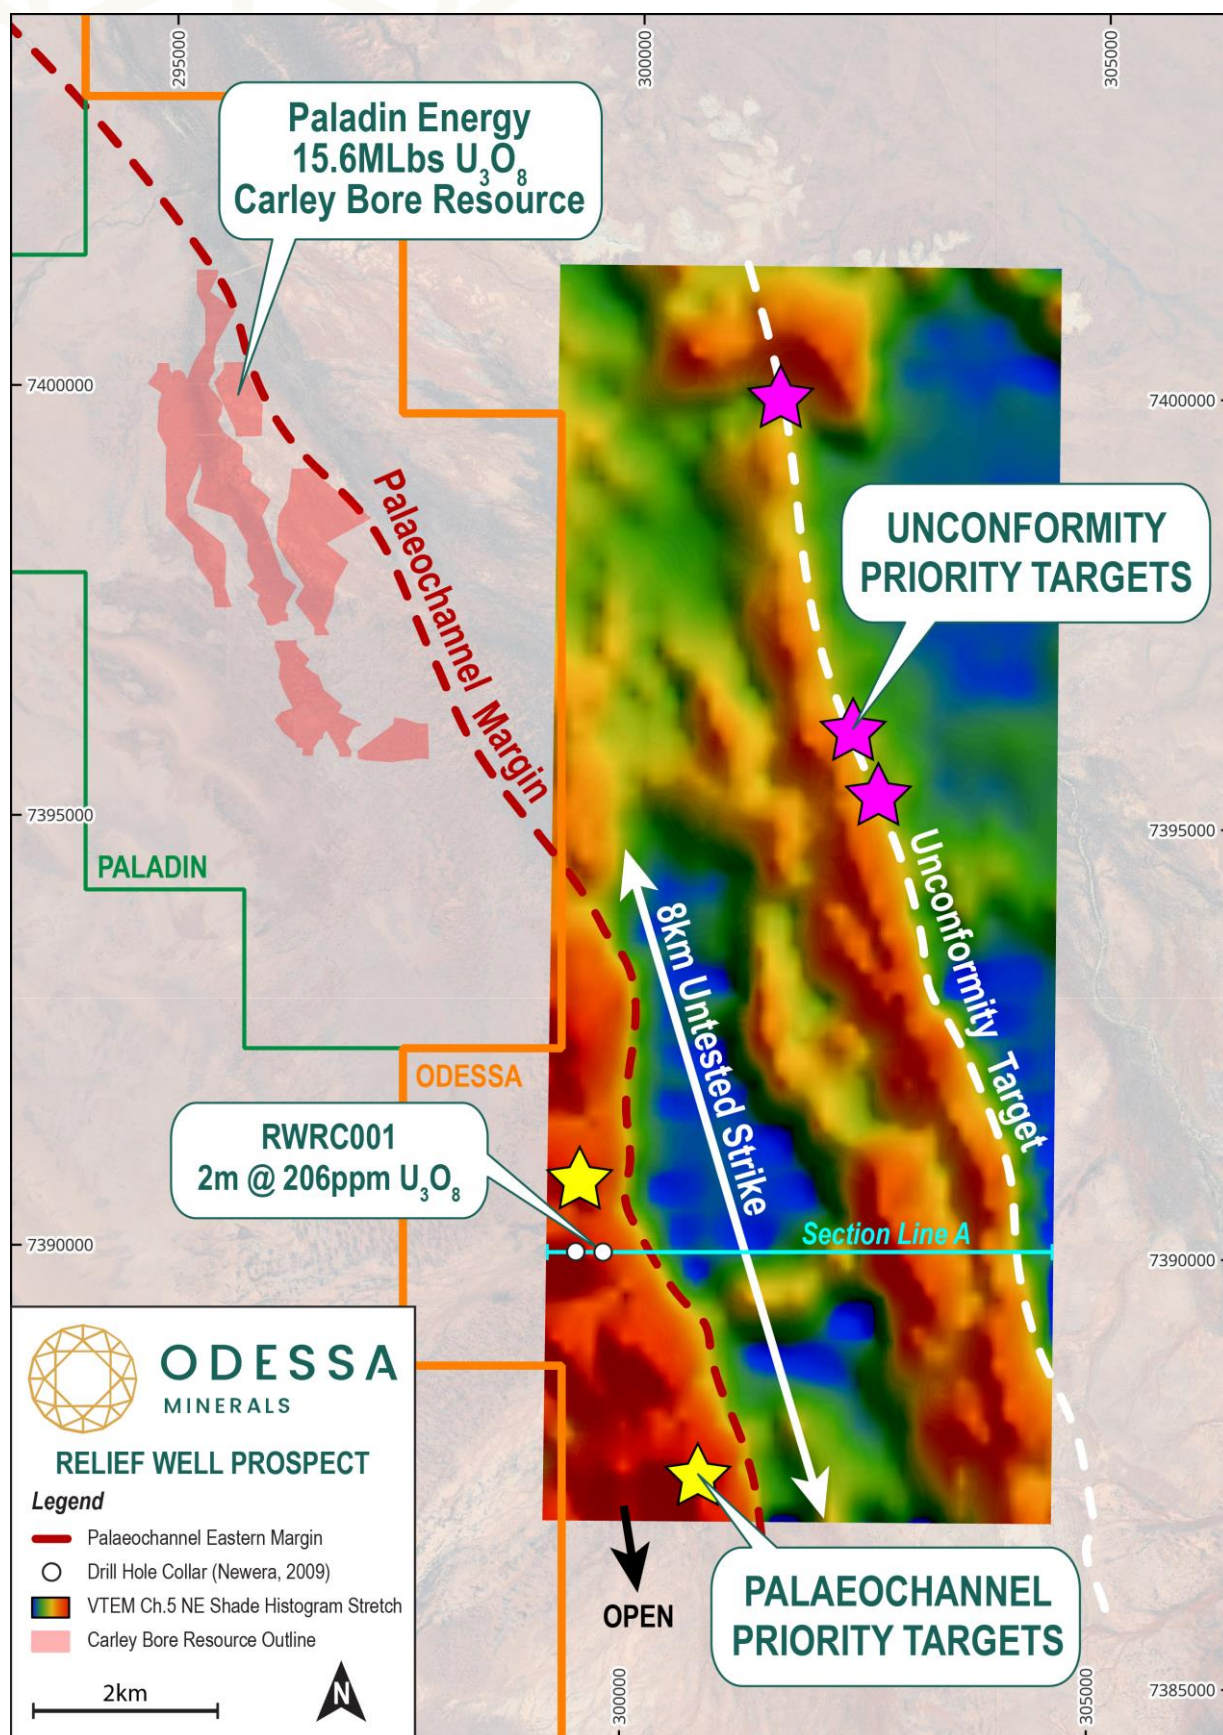 295000
300000
305000
Paladin Energy
15.6MLbs U₃O₈
Carley Bore Resource
7400000
7400000
Palaeochannel Margin
UNCONFORMITY
PRIORITY TARGETS
7395000
7395000
PALADIN
Unconformity Target
8km Untested Strike
ODESSA
RWRC001
2m @ 206ppm U₃O₈
Section Line A
7390000
7390000
ODESSA
MINERALS
RELIEF WELL PROSPECT
Legend
Palaeochannel Eastern Margin
Drill Hole Collar (Newera, 2009)
VTEM Ch.5 NE Shade Histogram Stretch
Carley Bore Resource Outline
2km
N
OPEN
PALAEOCHANNEL
PRIORITY TARGETS
300000
305000
7385000